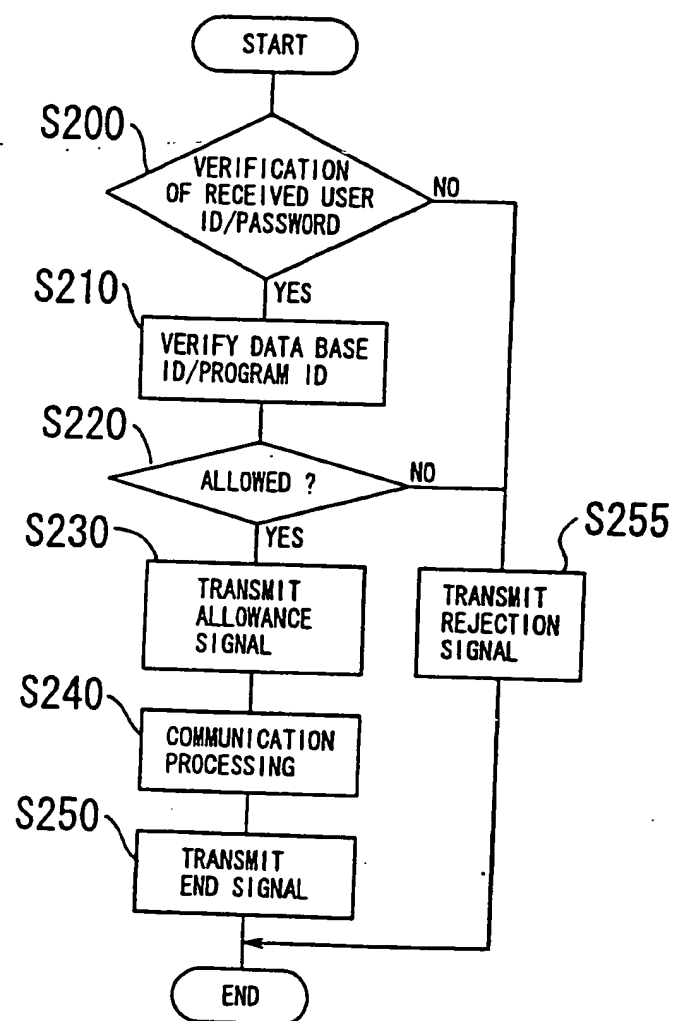 START
S200
VERIFICATION
OF RECEIVED USER
ID/PASSWORD
NO
YES
S210
VERIFY DATA BASE
ID/PROGRAM ID
S220
ALLOWED ?
NO
YES
S230
TRANSMIT
ALLOWANCE
SIGNAL
S255
TRANSMIT
REJECTION
SIGNAL
S240
COMMUNICATION
PROCESSING
S250
TRANSMIT
END SIGNAL
END